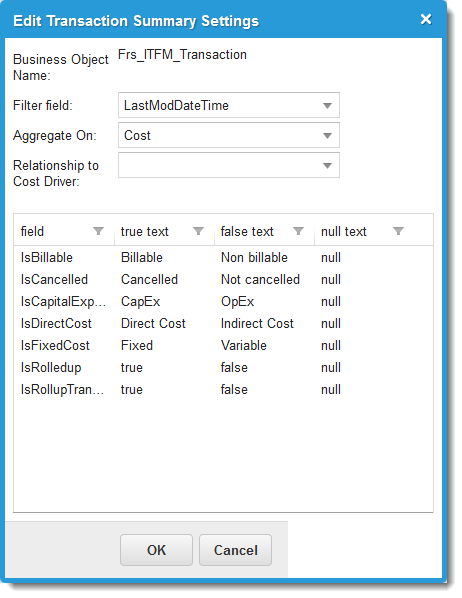 Edit Transaction Summary Settings
Business Object Name:
Frs_ITFM_Transaction
Filter field: LastModDateTime
Aggregate On: Cost
Relationship to Cost Driver:
field true text false text null text
IsBillable Billable Non billable null
IsCancelled Cancelled Not cancelled null
IsCapitalExp... CapEx OpEx null
IsDirectCost Direct Cost Indirect Cost null
IsFixedCost Fixed Variable null
IsRolledup true false null
IsRollupTran... true false null
OK Cancel